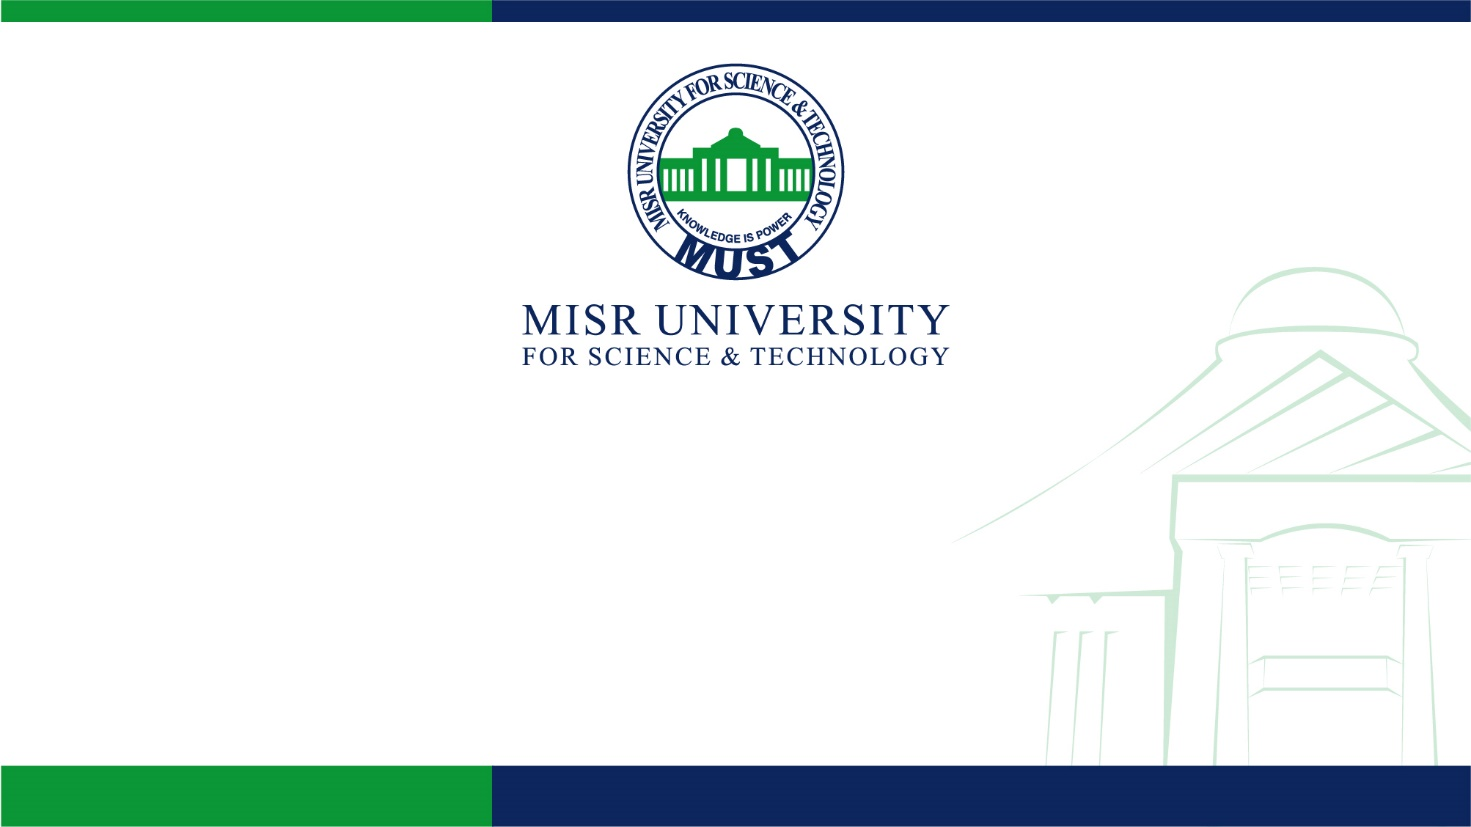 MISR UNIVERSITY FOR SCIENCE & TECHNOLOGY
KNOWLEDGE IS POWER
MUST
MISR UNIVERSITY
FOR SCIENCE & TECHNOLOGY